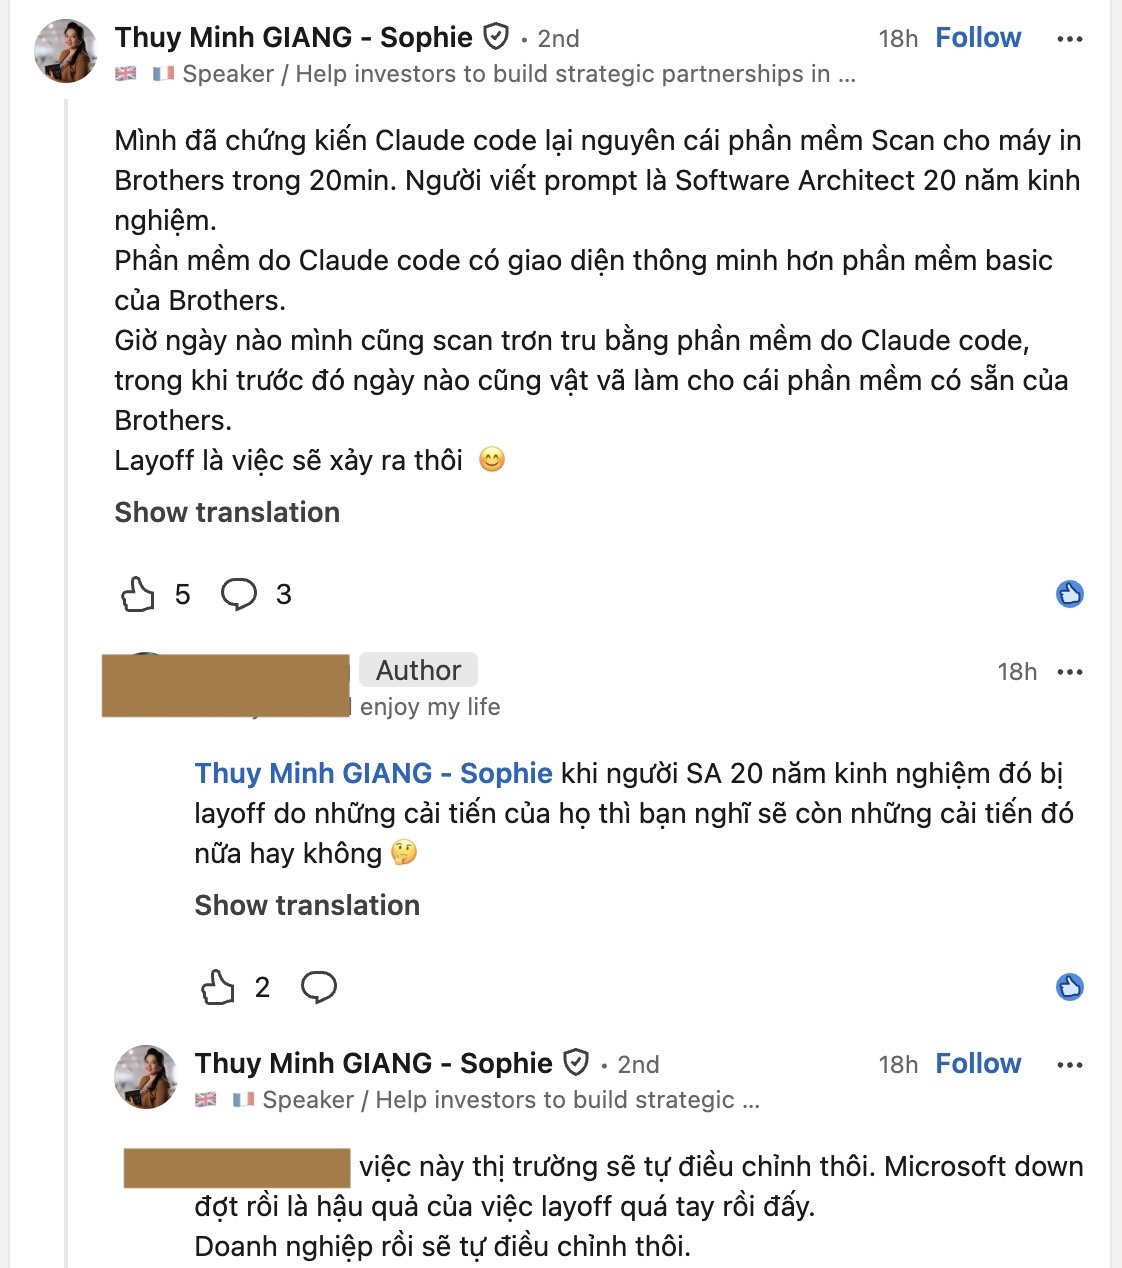 Thuy Minh GIANG - Sophie • 2nd
18h Follow
Speaker / Help investors to build strategic partnerships in ...
Mình đã chứng kiến Claude code lại nguyên cái phần mềm Scan cho máy in
Brothers trong 20min. Người viết prompt là Software Architect 20 năm kinh
nghiệm.
Phần mềm do Claude code có giao diện thông minh hơn phần mềm basic
của Brothers.
Giờ ngày nào mình cũng scan trơn tru bằng phần mềm do Claude code,
trong khi trước đó ngày nào cũng vật vã làm cho cái phần mềm có sẵn của
Brothers.
Layoff là việc sẽ xảy ra thôi 😊
Show translation
5 3
Author
18h
enjoy my life
Thuy Minh GIANG - Sophie khi người SA 20 năm kinh nghiệm đó bị
layoff do những cải tiến của họ thì bạn nghĩ sẽ còn những cải tiến đó
nữa hay không 🤔
Show translation
2
Thuy Minh GIANG - Sophie • 2nd
18h Follow
Speaker / Help investors to build strategic ...
việc này thị trường sẽ tự điều chỉnh thôi. Microsoft down
đợt rồi là hậu quả của việc layoff quá tay rồi đấy.
Doanh nghiệp rồi sẽ tự điều chỉnh thôi.